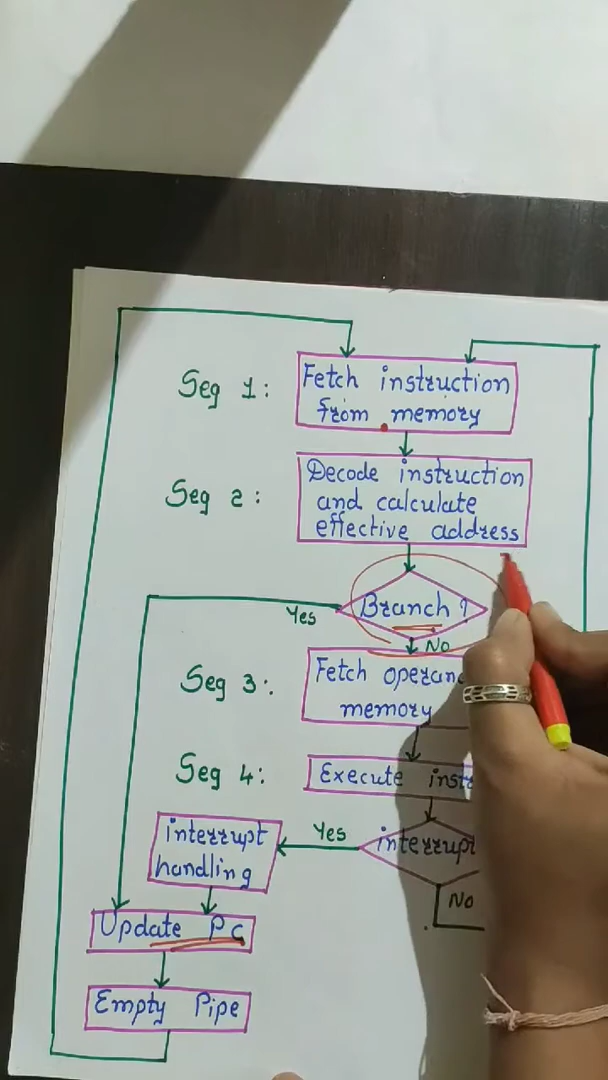 Seg 1:
Fetch instruction
from memory
Seg 2:
Decode instruction
and calculate
effective address
Branch ?
Yes
No
Seg 3:
Fetch
memory
Seg 4:
Execute
interrupt
handling
Yes
No
Update PC
Empty Pipe